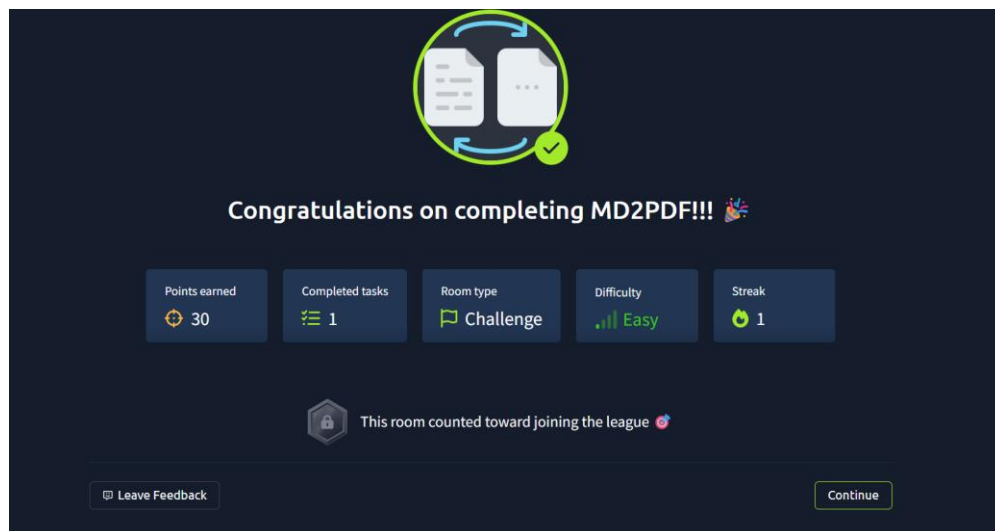 Congratulations on completing MD2PDF!!! 🎉
Points earned
30
Completed tasks
1
Room type
Challenge
Difficulty
Easy
Streak
1
This room counted toward joining the league 🎯
Leave Feedback
Continue